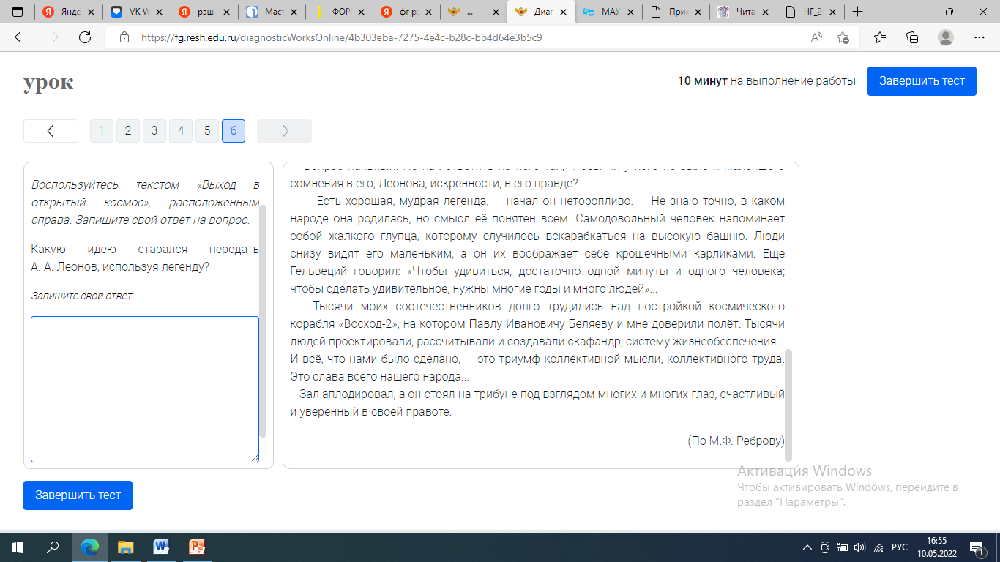 Янде
VK W
рэш
Маст
ФОР
фг рэ
...
Диаг
МАУ
При
Чита
ЧГ_2
https://fg.resh.edu.ru/diagnosticWorksOnline/4b303eba-7275-4e4c-b28c-bb4d64e3b5c9
урок
10 минут на выполнение работы
Завершить тест
1 2 3 4 5 6
Воспользуйтесь текстом «Выход в
открытый космос», расположенным
справа. Запишите свой ответ на вопрос.
Какую идею старался передать
А. А. Леонов, используя легенду?
Запишите свой ответ.
Завершить тест
сомнения в его, Леонова, искренности, в его правде?
— Есть хорошая, мудрая легенда, — начал он неторопливо. — Не знаю точно, в каком
народе она родилась, но смысл её понятен всем. Самодовольный человек напоминает
собой жалкого глупца, которому случилось вскарабкаться на высокую башню. Люди
снизу видят его маленьким, а он их воображает себе крошечными карликами. Ещё
Гельвеций говорил: «Чтобы удивиться, достаточно одной минуты и одного человека;
чтобы сделать удивительное, нужны многие годы и много людей»...
Тысячи моих соотечественников долго трудились над постройкой космического
корабля «Восход-2», на котором Павлу Ивановичу Беляеву и мне доверили полёт. Тысячи
людей проектировали, рассчитывали и создавали скафандр, систему жизнеобеспечения...
И всё, что нами было сделано, — это триумф коллективной мысли, коллективного труда.
Это слава всего нашего народа...
Зал аплодировал, а он стоял на трибуне под взглядом многих и многих глаз, счастливый
и уверенный в своей правоте.
(По М.Ф. Реброву)
Активация Windows
Чтобы активировать Windows, перейдите в
раздел "Параметры".
РУС
16:55
10.05.2022
1